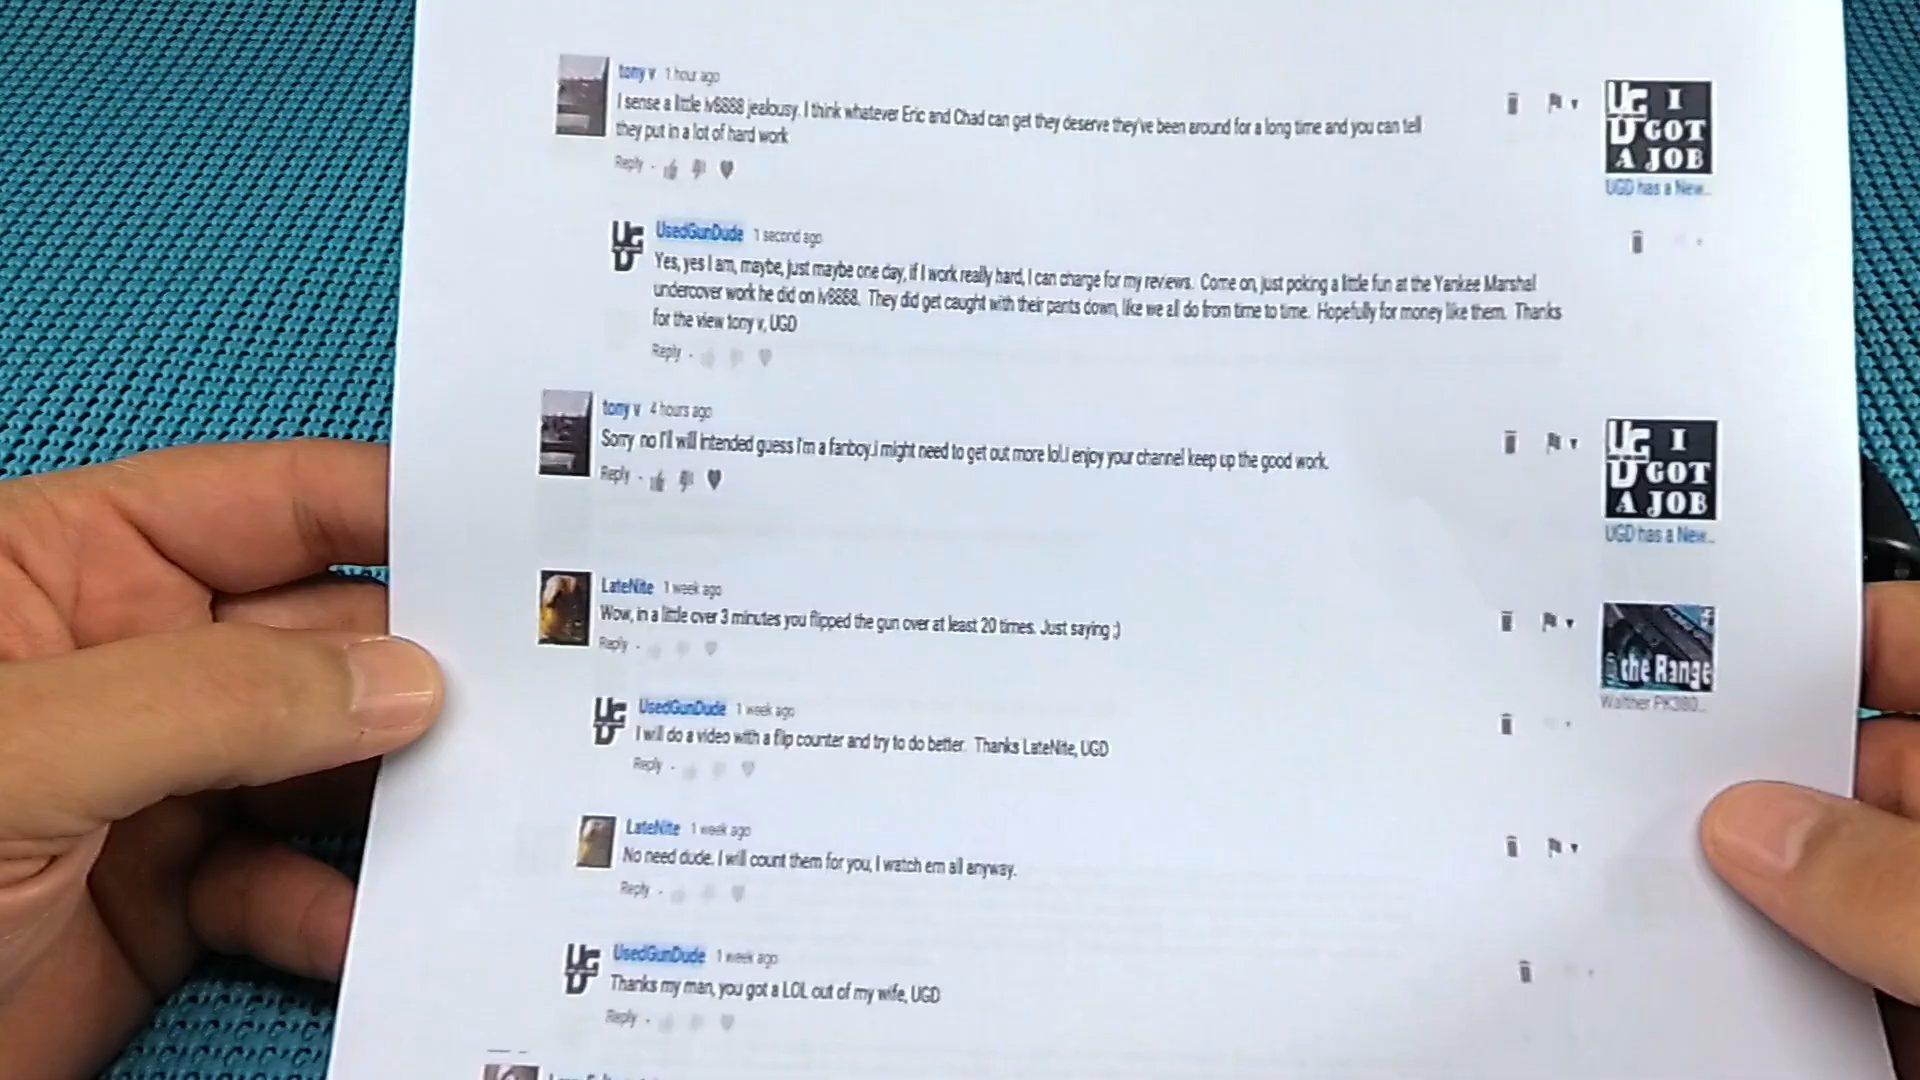 tony v 1 hour ago
I sense a little iv8888 jealousy. I think whatever Eric and Chad can get they deserve they've been around for a long time and you can tell
they put in a lot of hard work
Reply
UG I
D GOT
A JOB
UGD has a New...
UG
D
UsedGunDude 1 second ago
Yes, yes I am, maybe, just maybe one day, if I work really hard, I can charge for my reviews. Come on, just poking a little fun at the Yankee Marshal
undercover work he did on iv8888. They did get caught with their pants down, like we all do from time to time. Hopefully for money like them. Thanks
for the view tony v, UGD
Reply
tony v 4 hours ago
Sorry no I'll will intended guess I'm a fanboy.i might need to get out more lol.I enjoy your channel keep up the good work.
Reply
UG I
D GOT
A JOB
UGD has a New...
LateNite 1 week ago
Wow, in a little over 3 minutes you flipped the gun over at least 20 times. Just saying ;)
Reply
the Range
Walther PK380...
UG
D
UsedGunDude 1 week ago
I will do a video with a flip counter and try to do better. Thanks LateNite, UGD
Reply
LateNite 1 week ago
No need dude. I will count them for you, I watch em all anyway.
Reply
UG
D
UsedGunDude 1 week ago
Thanks my man, you got a LOL out of my wife, UGD
Reply